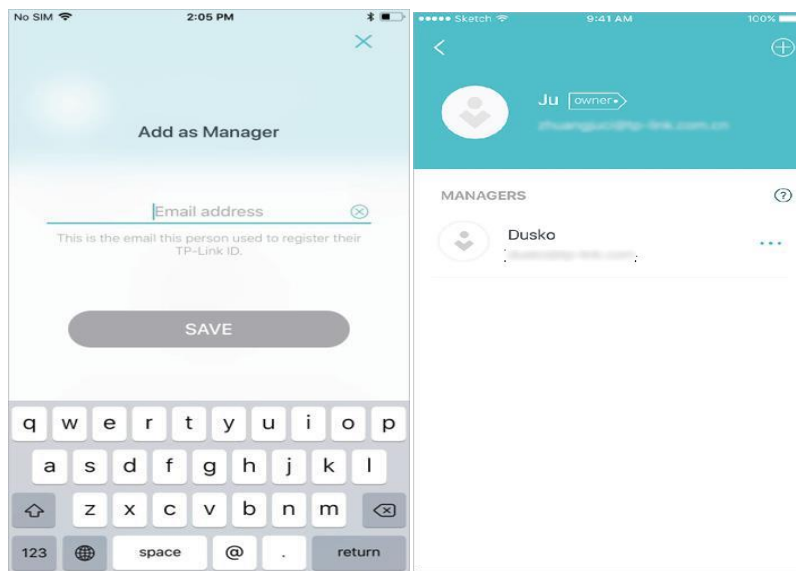 No SIM
2:05 PM
Add as Manager
Email address
This is the email this person used to register their
TP-Link ID.
SAVE
q w e r t y u i o p
a s d f g h j k l
z x c v b n m
123 space @ . return
Sketch 9:41 AM 100%
Ju owner
MANAGERS ?
Dusko